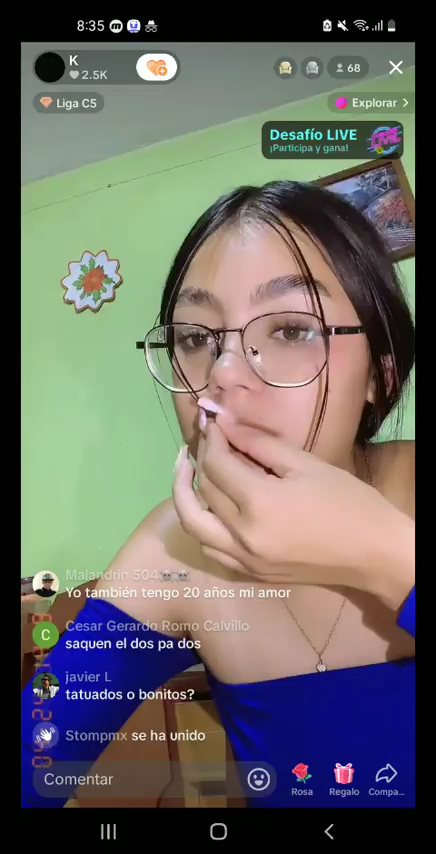 8:35
K
2.5K
68
Liga C5
Explorar
Desafío LIVE
¡Participa y gana!
LIVE
Malandrin 504☠️☠️
Yo también tengo 20 años mi amor
Cesar Gerardo Romo Calvillo
C
saquen el dos pa dos
javier L
tatuados o bonitos?
Stompmx se ha unido
Comentar
Rosa
Regalo
Compa...